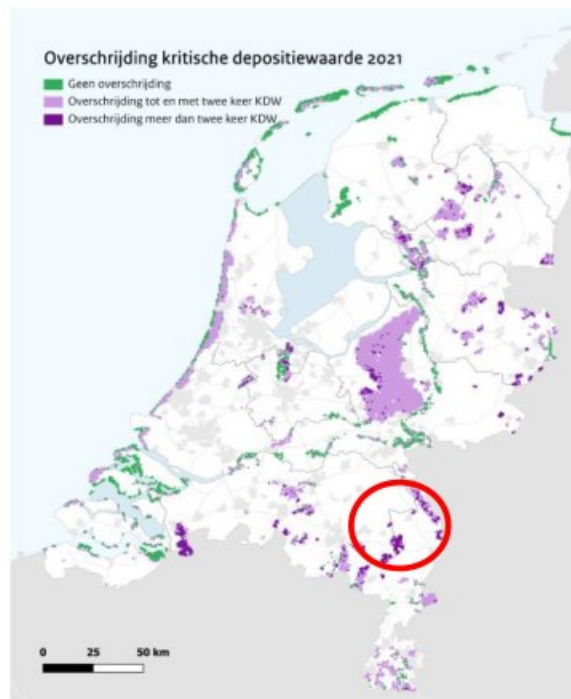 Overschrijding kritische depositiewaarde 2021
Geen overschrijding
Overschrijding tot en met twee keer KDW
Overschrijding meer dan twee keer KDW
0 25 50 km